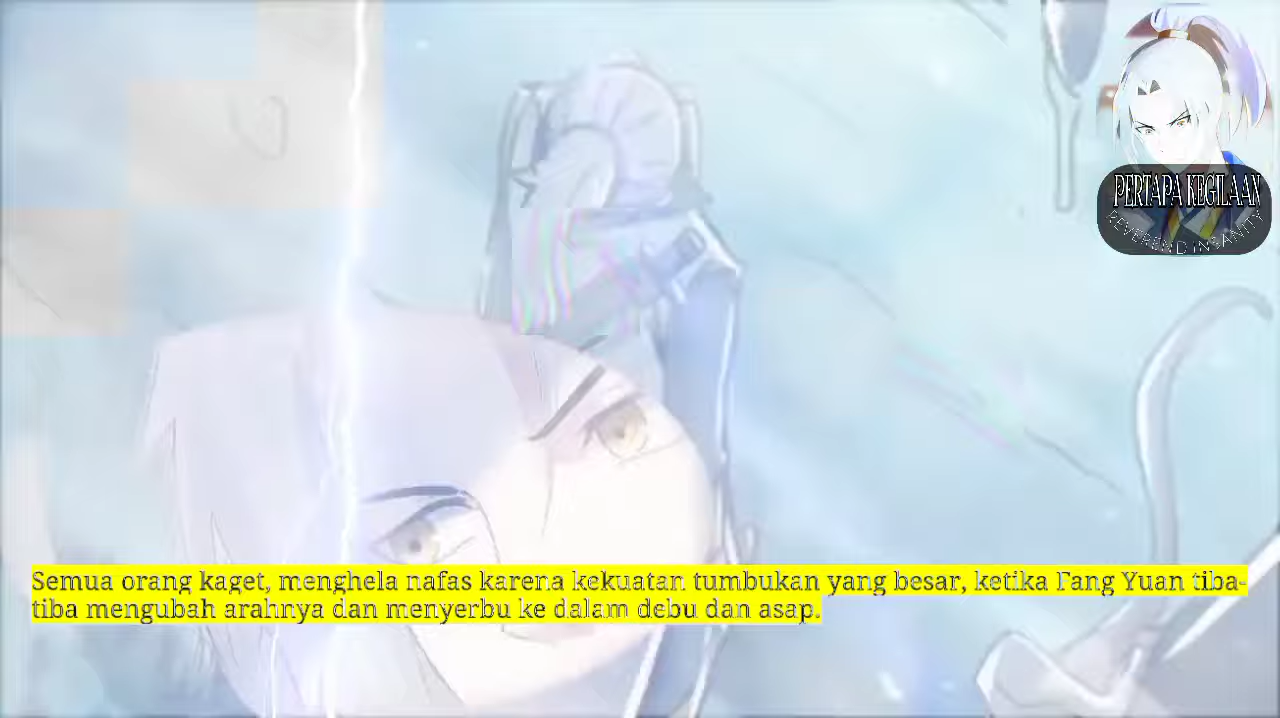 PERTAPA KEGILAAN
REVEREND INSANITY
Semua orang kaget, menghela nafas karena kekuatan tumbukan yang besar, ketika Fang Yuan tiba-
tiba mengubah arahnya dan menyerbu ke dalam debu dan asap.